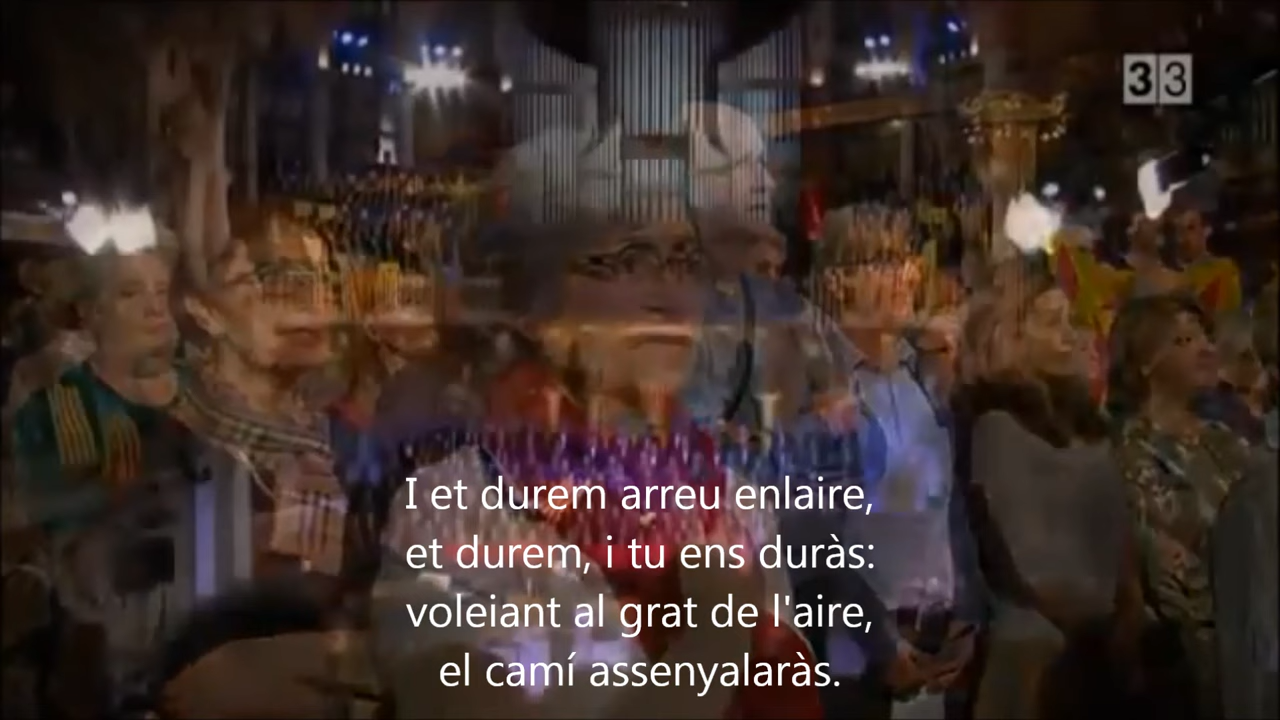 33
I et durem arreu enlaire,
et durem, i tu ens duràs:
voleiant al grat de l'aire,
el camí assenyalaràs.